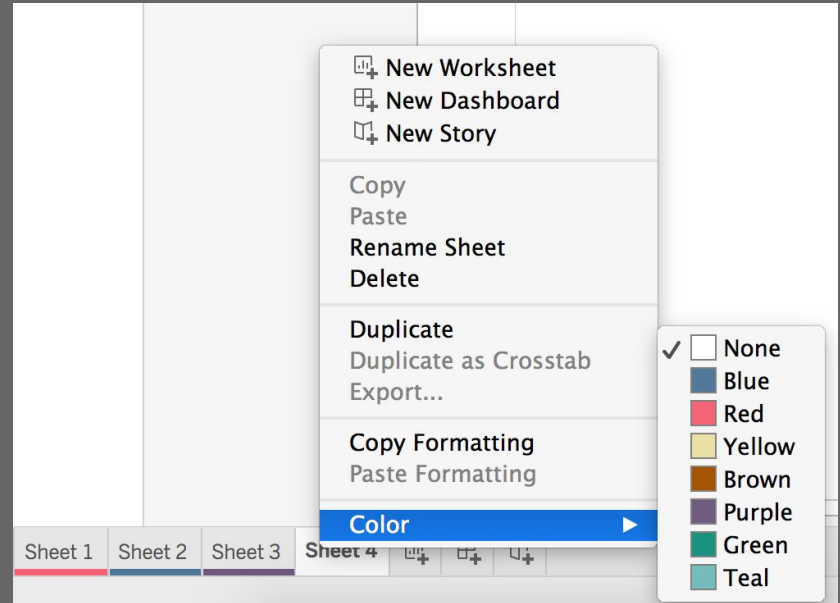 New Worksheet
New Dashboard
New Story
Copy
Paste
Rename Sheet
Delete
Duplicate
Duplicate as Crosstab
Export...
Copy Formatting
Paste Formatting
Color
None
Blue
Red
Yellow
Brown
Purple
Green
Teal
Sheet 1 Sheet 2 Sheet 3 Sheet 4